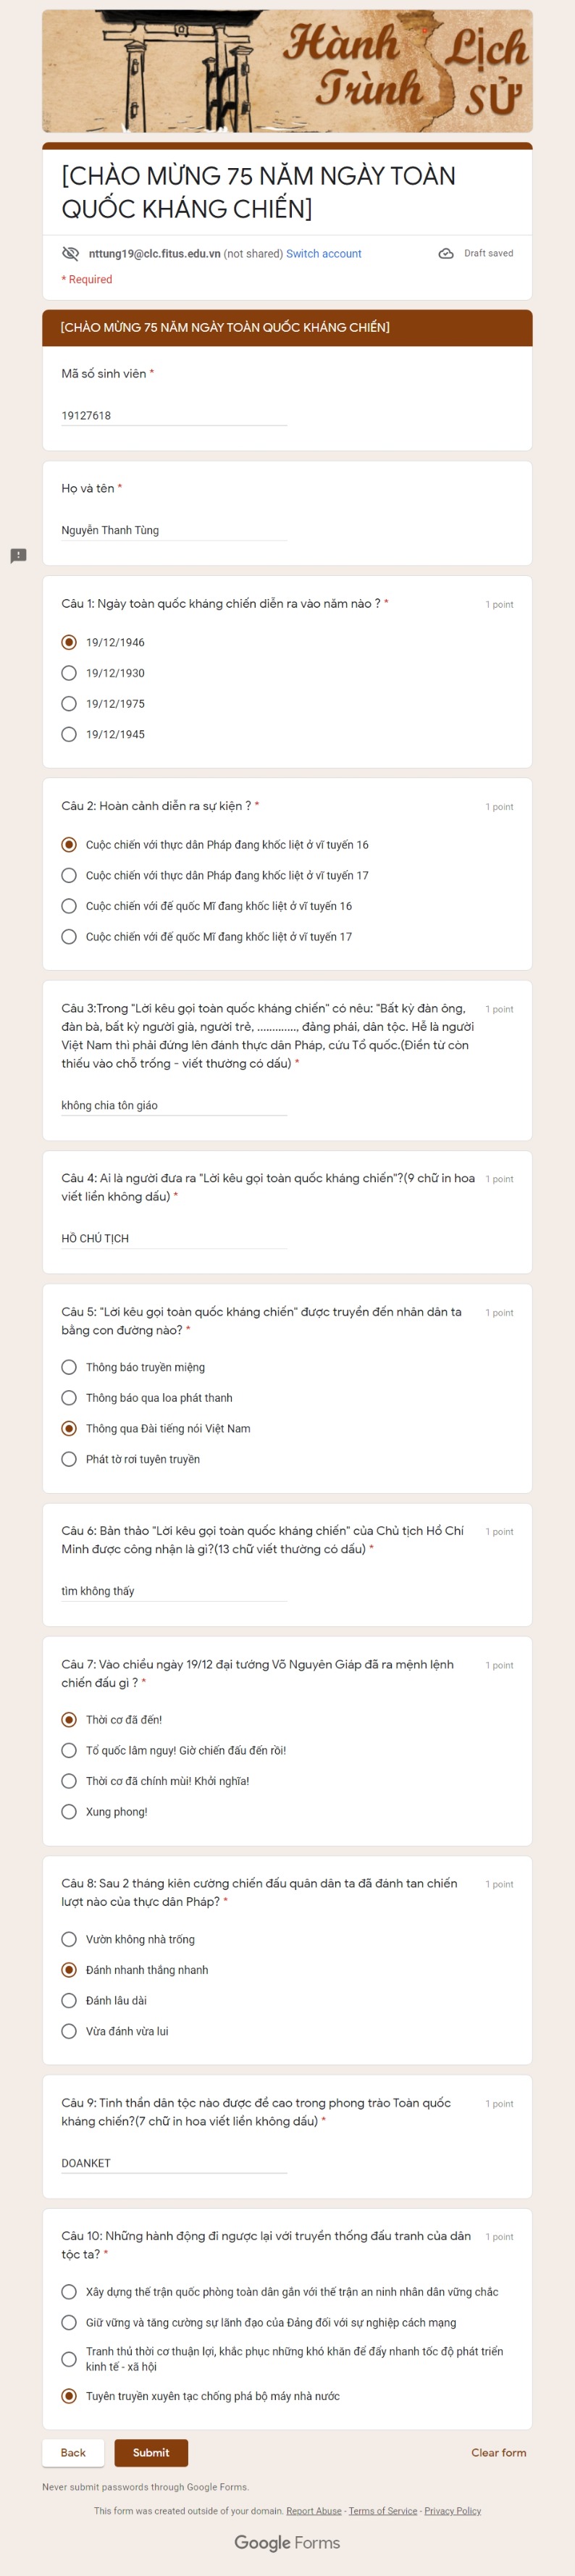 Hành Lịch
Trình SỬ
[CHÀO MỪNG 75 NĂM NGÀY TOÀN
QUỐC KHÁNG CHIẾN]
nttung19@clc.fitus.edu.vn (not shared) Switch account
Draft saved
* Required
[CHÀO MỪNG 75 NĂM NGÀY TOÀN QUỐC KHÁNG CHIẾN]
Mã số sinh viên *
19127618
Họ và tên *
Nguyễn Thanh Tùng
Câu 1: Ngày toàn quốc kháng chiến diễn ra vào năm nào ? *
1 point
19/12/1946
19/12/1930
19/12/1975
19/12/1945
Câu 2: Hoàn cảnh diễn ra sự kiện ? *
1 point
Cuộc chiến với thực dân Pháp đang khốc liệt ở vĩ tuyến 16
Cuộc chiến với thực dân Pháp đang khốc liệt ở vĩ tuyến 17
Cuộc chiến với đế quốc Mĩ đang khốc liệt ở vĩ tuyến 16
Cuộc chiến với đế quốc Mĩ đang khốc liệt ở vĩ tuyến 17
Câu 3:Trong "Lời kêu gọi toàn quốc kháng chiến" có nêu: "Bất kỳ đàn ông,
1 point
đàn bà, bất kỳ người già, người trẻ, ............., đảng phái, dân tộc. Hễ là người
Việt Nam thì phải đứng lên đánh thực dân Pháp, cứu Tổ quốc.(Điền từ còn
thiếu vào chỗ trống - viết thường có dấu) *
không chia tôn giáo
Câu 4: Ai là người đưa ra "Lời kêu gọi toàn quốc kháng chiến"?(9 chữ in hoa
1 point
viết liền không dấu) *
HỒ CHỦ TỊCH
Câu 5: "Lời kêu gọi toàn quốc kháng chiến" được truyền đến nhân dân ta
1 point
bằng con đường nào? *
Thông báo truyền miệng
Thông báo qua loa phát thanh
Thông qua Đài tiếng nói Việt Nam
Phát tờ rơi tuyên truyền
Câu 6: Bản thảo "Lời kêu gọi toàn quốc kháng chiến" của Chủ tịch Hồ Chí
1 point
Minh được công nhận là gì?(13 chữ viết thường có dấu) *
tìm không thấy
Câu 7: Vào chiều ngày 19/12 đại tướng Võ Nguyên Giáp đã ra mệnh lệnh
1 point
chiến đấu gì ? *
Thời cơ đã đến!
Tổ quốc lâm nguy! Giờ chiến đấu đến rồi!
Thời cơ đã chính mùi! Khởi nghĩa!
Xung phong!
Câu 8: Sau 2 tháng kiên cường chiến đấu quân dân ta đã đánh tan chiến
1 point
lượt nào của thực dân Pháp? *
Vườn không nhà trống
Đánh nhanh thắng nhanh
Đánh lâu dài
Vừa đánh vừa lui
Câu 9: Tinh thần dân tộc nào được đề cao trong phong trào Toàn quốc
1 point
kháng chiến?(7 chữ in hoa viết liền không dấu) *
DOANKET
Câu 10: Những hành động đi ngược lại với truyền thống đấu tranh của dân
1 point
tộc ta? *
Xây dựng thế trận quốc phòng toàn dân gắn với thế trận an ninh nhân dân vững chắc
Giữ vững và tăng cường sự lãnh đạo của Đảng đối với sự nghiệp cách mạng
Tranh thủ thời cơ thuận lợi, khắc phục những khó khăn để đẩy nhanh tốc độ phát triển
kinh tế - xã hội
Tuyên truyền xuyên tạc chống phá bộ máy nhà nước
Back
Submit
Clear form
Never submit passwords through Google Forms.
This form was created outside of your domain. Report Abuse - Terms of Service - Privacy Policy
Google Forms